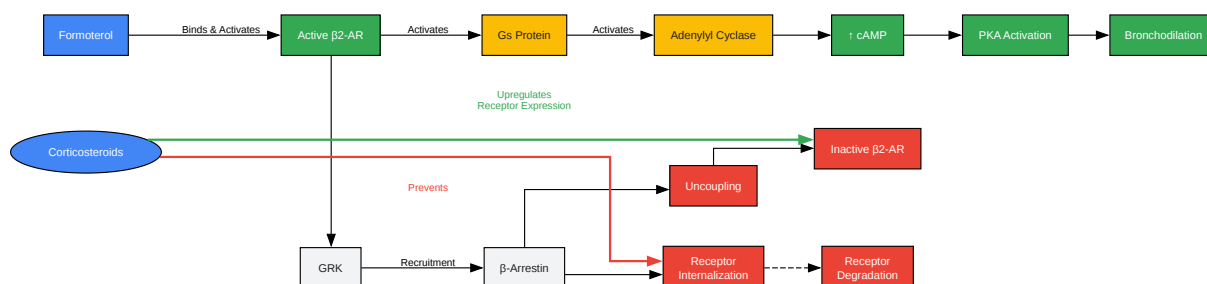 Formoterol
Binds & Activates
Active β2-AR
Activates
Gs Protein
Activates
Adenylyl Cyclase
↑ cAMP
PKA Activation
Bronchodilation
Upregulates
Receptor Expression
Corticosteroids
Inactive β2-AR
Prevents
Uncoupling
GRK
Recruitment
β-Arrestin
Receptor
Internalization
Receptor
Degradation